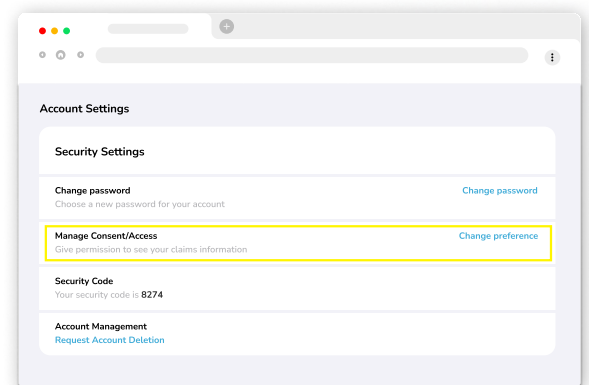 Account Settings
Security Settings
Change password
Change password
Choose a new password for your account
Manage Consent/Access
Change preference
Give permission to see your claims information
Security Code
Your security code is 8274
Account Management
Request Account Deletion